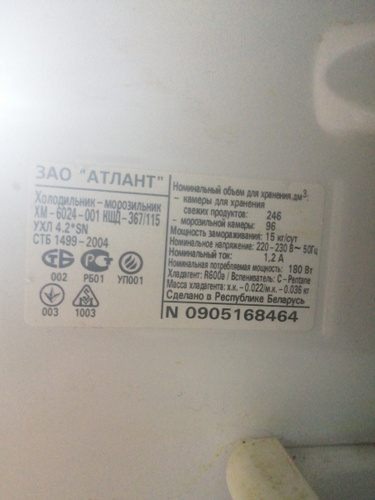 ЗАО "АТЛАНТ"
Холодильник - морозильник
ХМ - 6024 - 001 КШД - 367/115
УХЛ 4.2*SN
СТБ 1499 - 2004
002 РБ01 УП001
003 1003
Номинальный объем для хранения, дм³:
- камеры для хранения
свежих продуктов: 246
- морозильной камеры: 96
Мощность замораживания: 15 кг/сут
Номинальное напряжение: 220 - 230 В ~ 50Гц
Номинальный ток: 1,2 А
Номинальная потребляемая мощность: 180 Вт
Хладагент: R600a / Вспениватель: C - Pentane
Масса хладагента: х.к. - 0.022/м.к. - 0.036 кг
Сделано в Республике Беларусь
N 0905168464